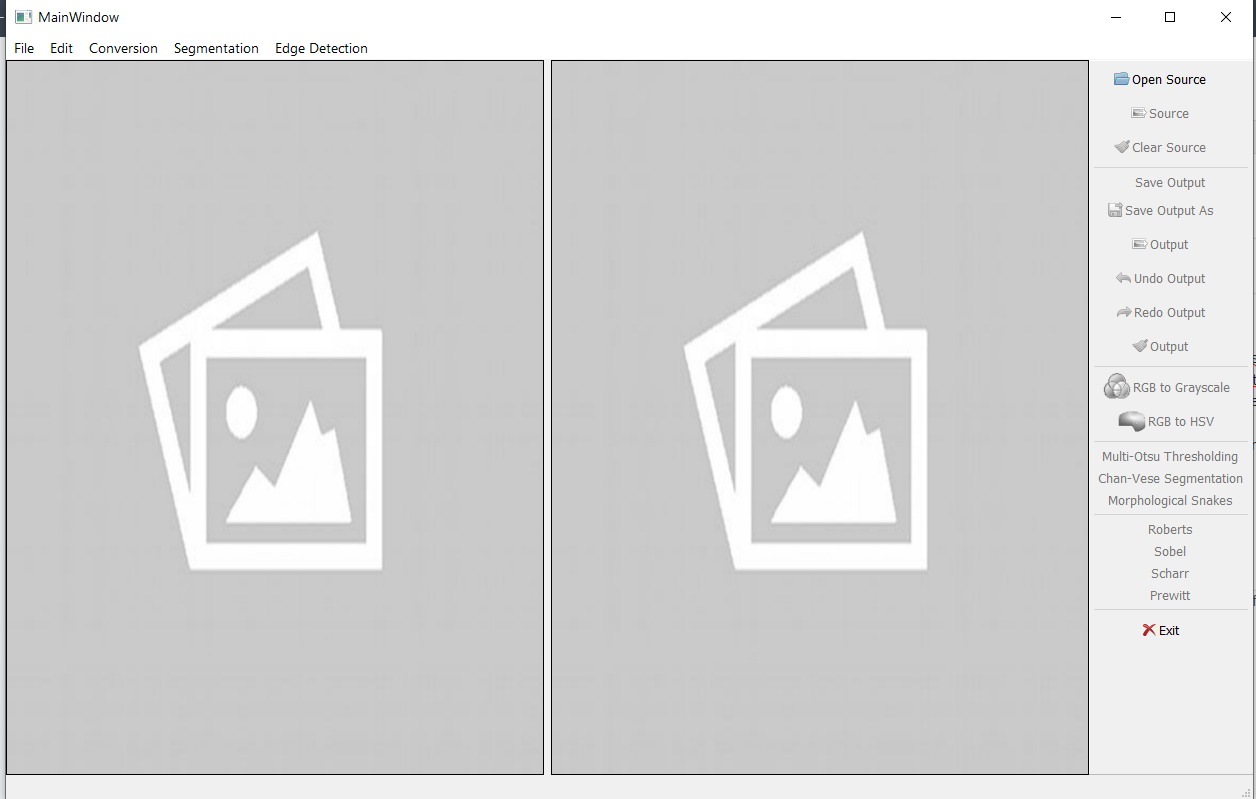 MainWindow
File Edit Conversion Segmentation Edge Detection
Open Source
Source
Clear Source
Save Output
Save Output As
Output
Undo Output
Redo Output
Output
RGB to Grayscale
RGB to HSV
Multi-Otsu Thresholding
Chan-Vese Segmentation
Morphological Snakes
Roberts
Sobel
Scharr
Prewitt
Exit